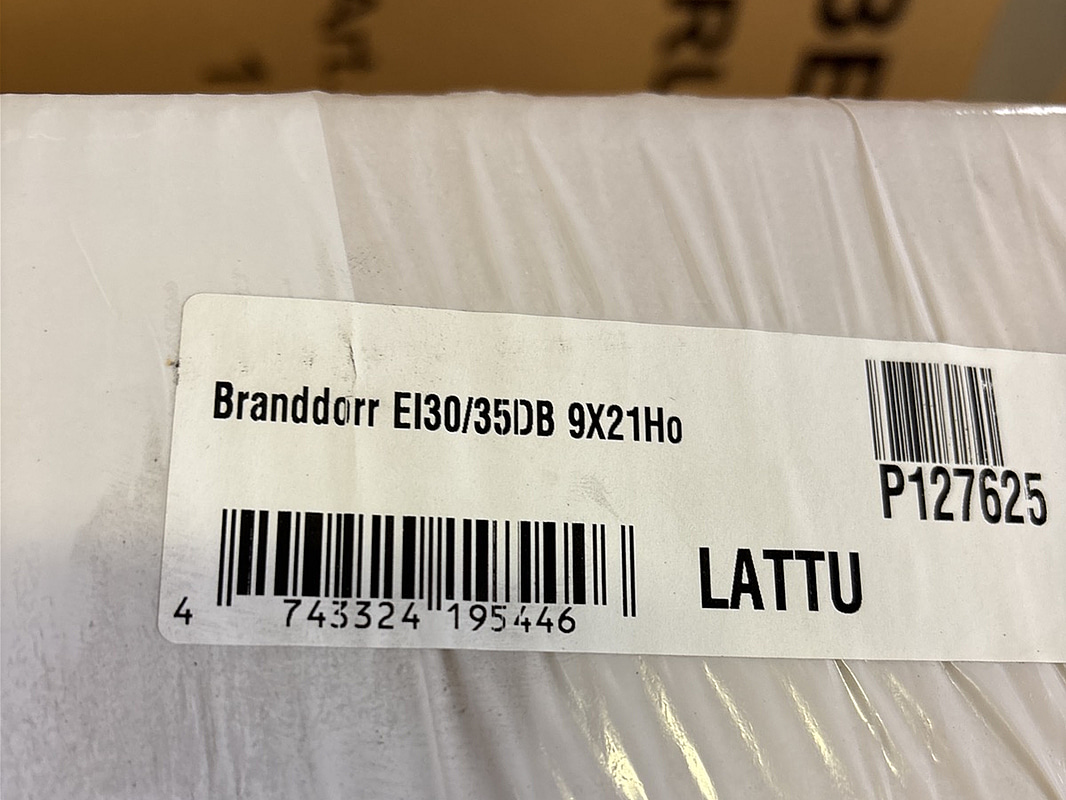 Branddorr EI30/35DB 9X21Ho
P127625
LATTU
4 743324 195446